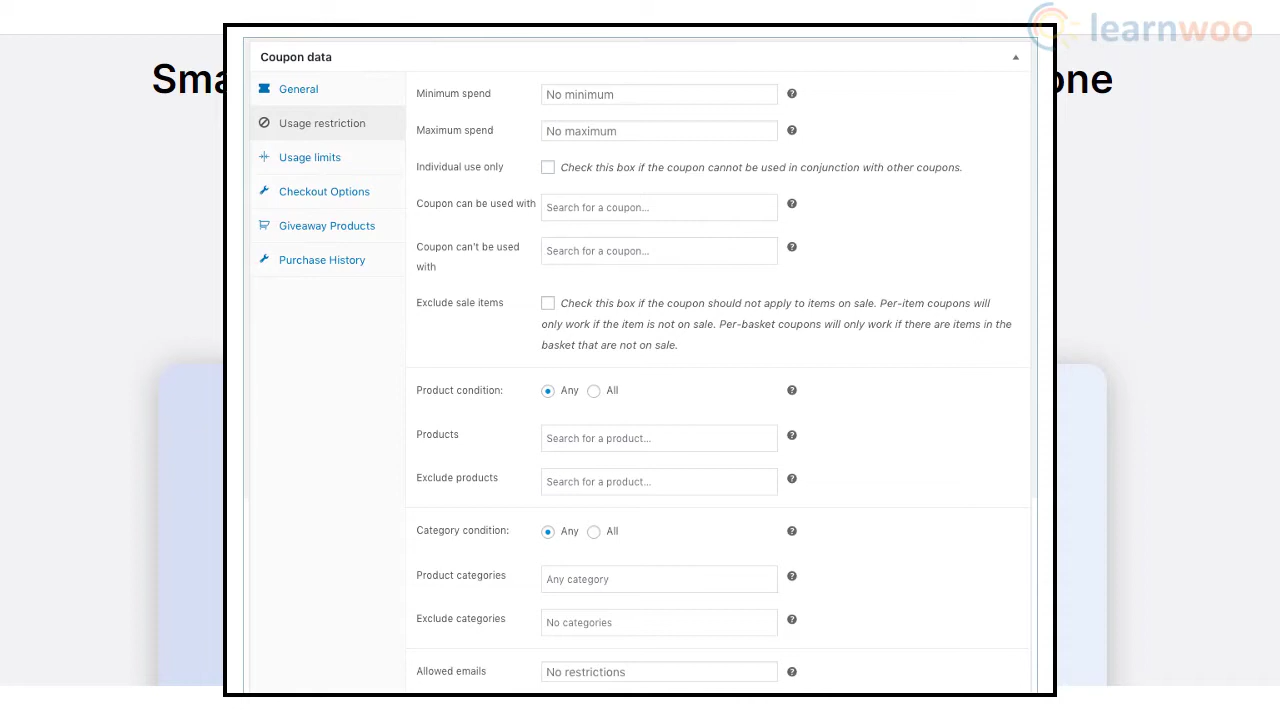 learnwoo
Coupon data
General
Usage restriction
Usage limits
Checkout Options
Giveaway Products
Purchase History
Minimum spend No minimum
Maximum spend No maximum
Individual use only Check this box if the coupon cannot be used in conjunction with other coupons.
Coupon can be used with Search for a coupon...
Coupon can't be used
with
Search for a coupon...
Exclude sale items Check this box if the coupon should not apply to items on sale. Per-item coupons will
only work if the item is not on sale. Per-basket coupons will only work if there are items in the
basket that are not on sale.
Product condition: Any All
Products Search for a product...
Exclude products Search for a product...
Category condition: Any All
Product categories Any category
Exclude categories No categories
Allowed emails No restrictions